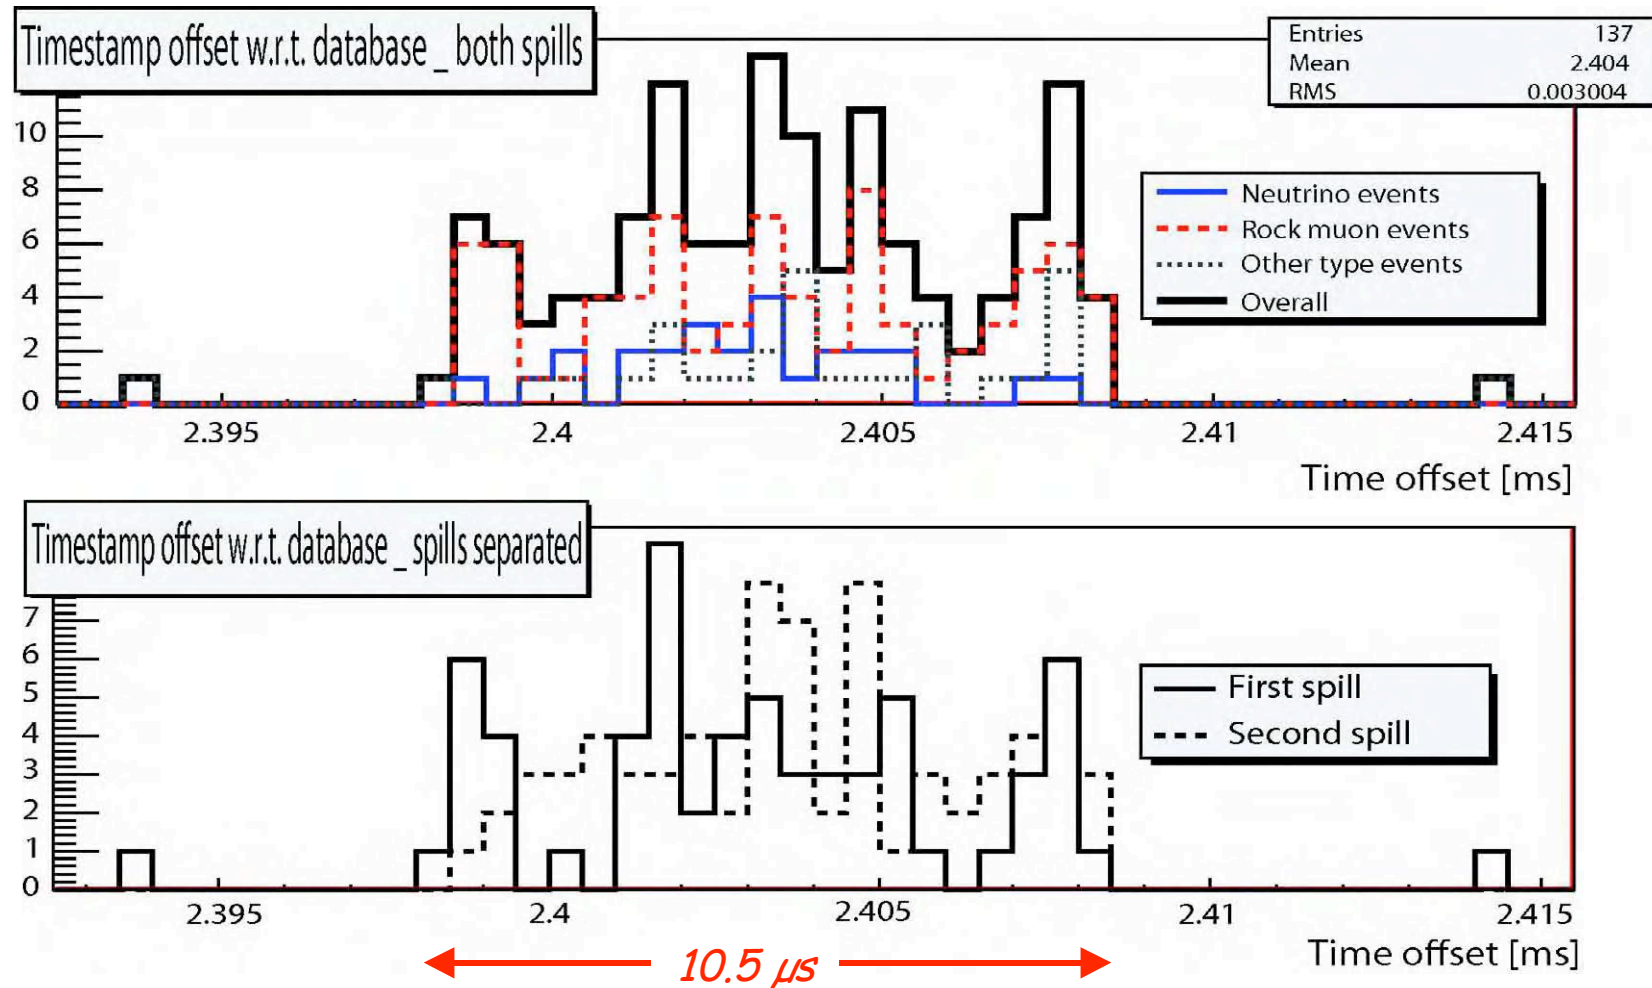 Timestamp offset w.r.t. database _ both spills
Entries 137
Mean 2.404
RMS 0.003004
10
8
6
4
2
0
Neutrino events
Rock muon events
Other type events
Overall
2.395 2.4 2.405 2.41 2.415
Time offset [ms]
Timestamp offset w.r.t. database _ spills separated
7
6
5
4
3
2
1
0
First spill
Second spill
2.395 2.4 2.405 2.41 2.415
Time offset [ms]
10.5 μs